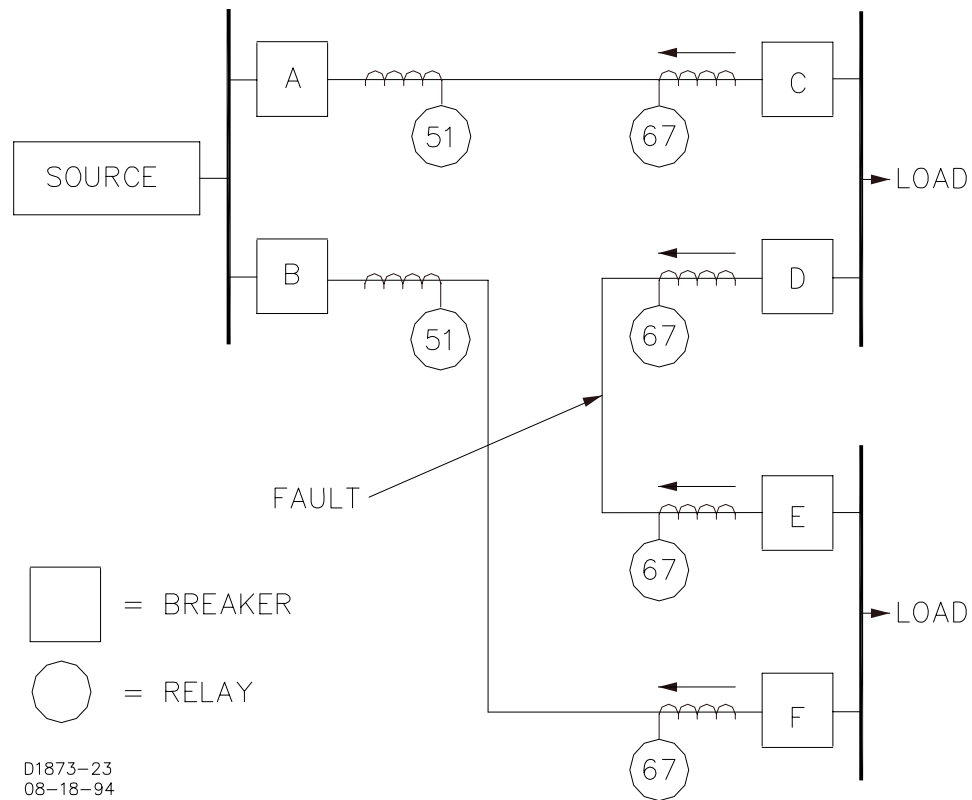 A
C
51
67
SOURCE
LOAD
B
D
51
67
FAULT
E
67
= BREAKER
LOAD
= RELAY
F
67
D1873-23
08-18-94